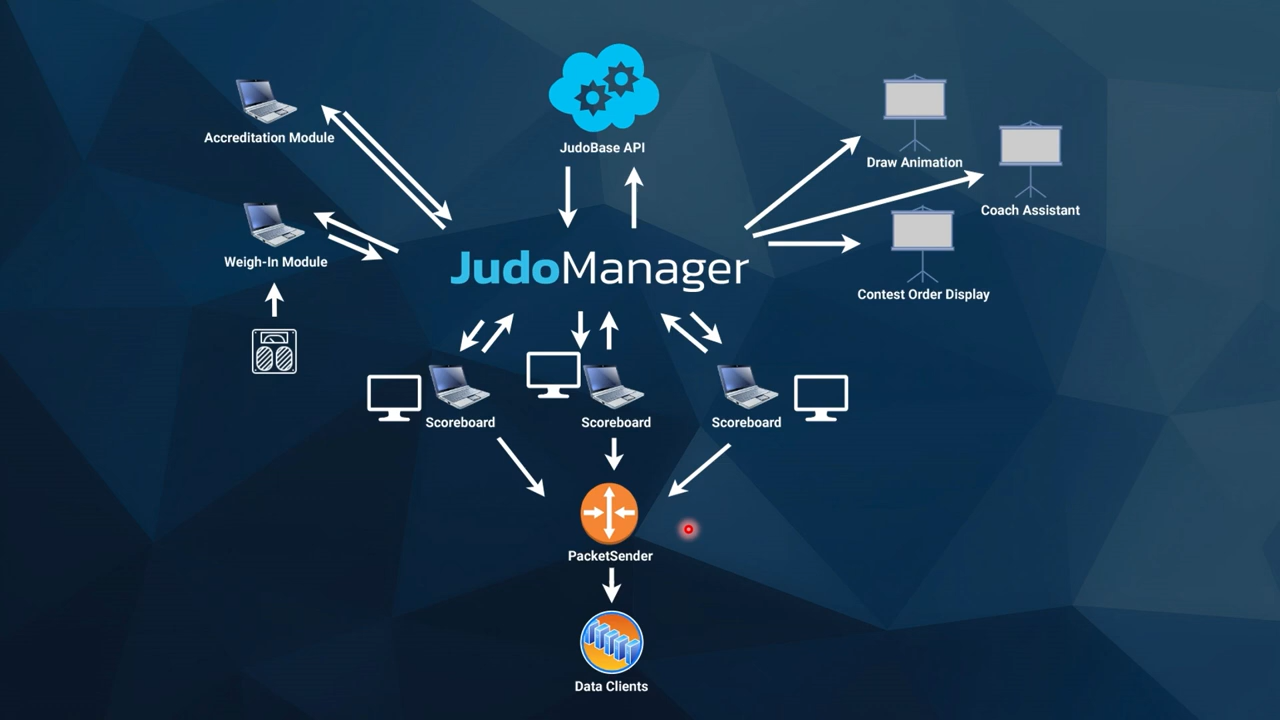 JudoBase API
Accreditation Module
Draw Animation
Coach Assistant
Weigh-In Module
JudoManager
Contest Order Display
Scoreboard
Scoreboard
Scoreboard
PacketSender
Data Clients